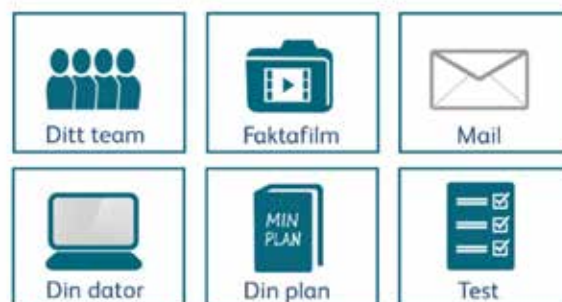 Ditt team
Faktafilm
Mail
MIN
PLAN
Din dator
Din plan
Test